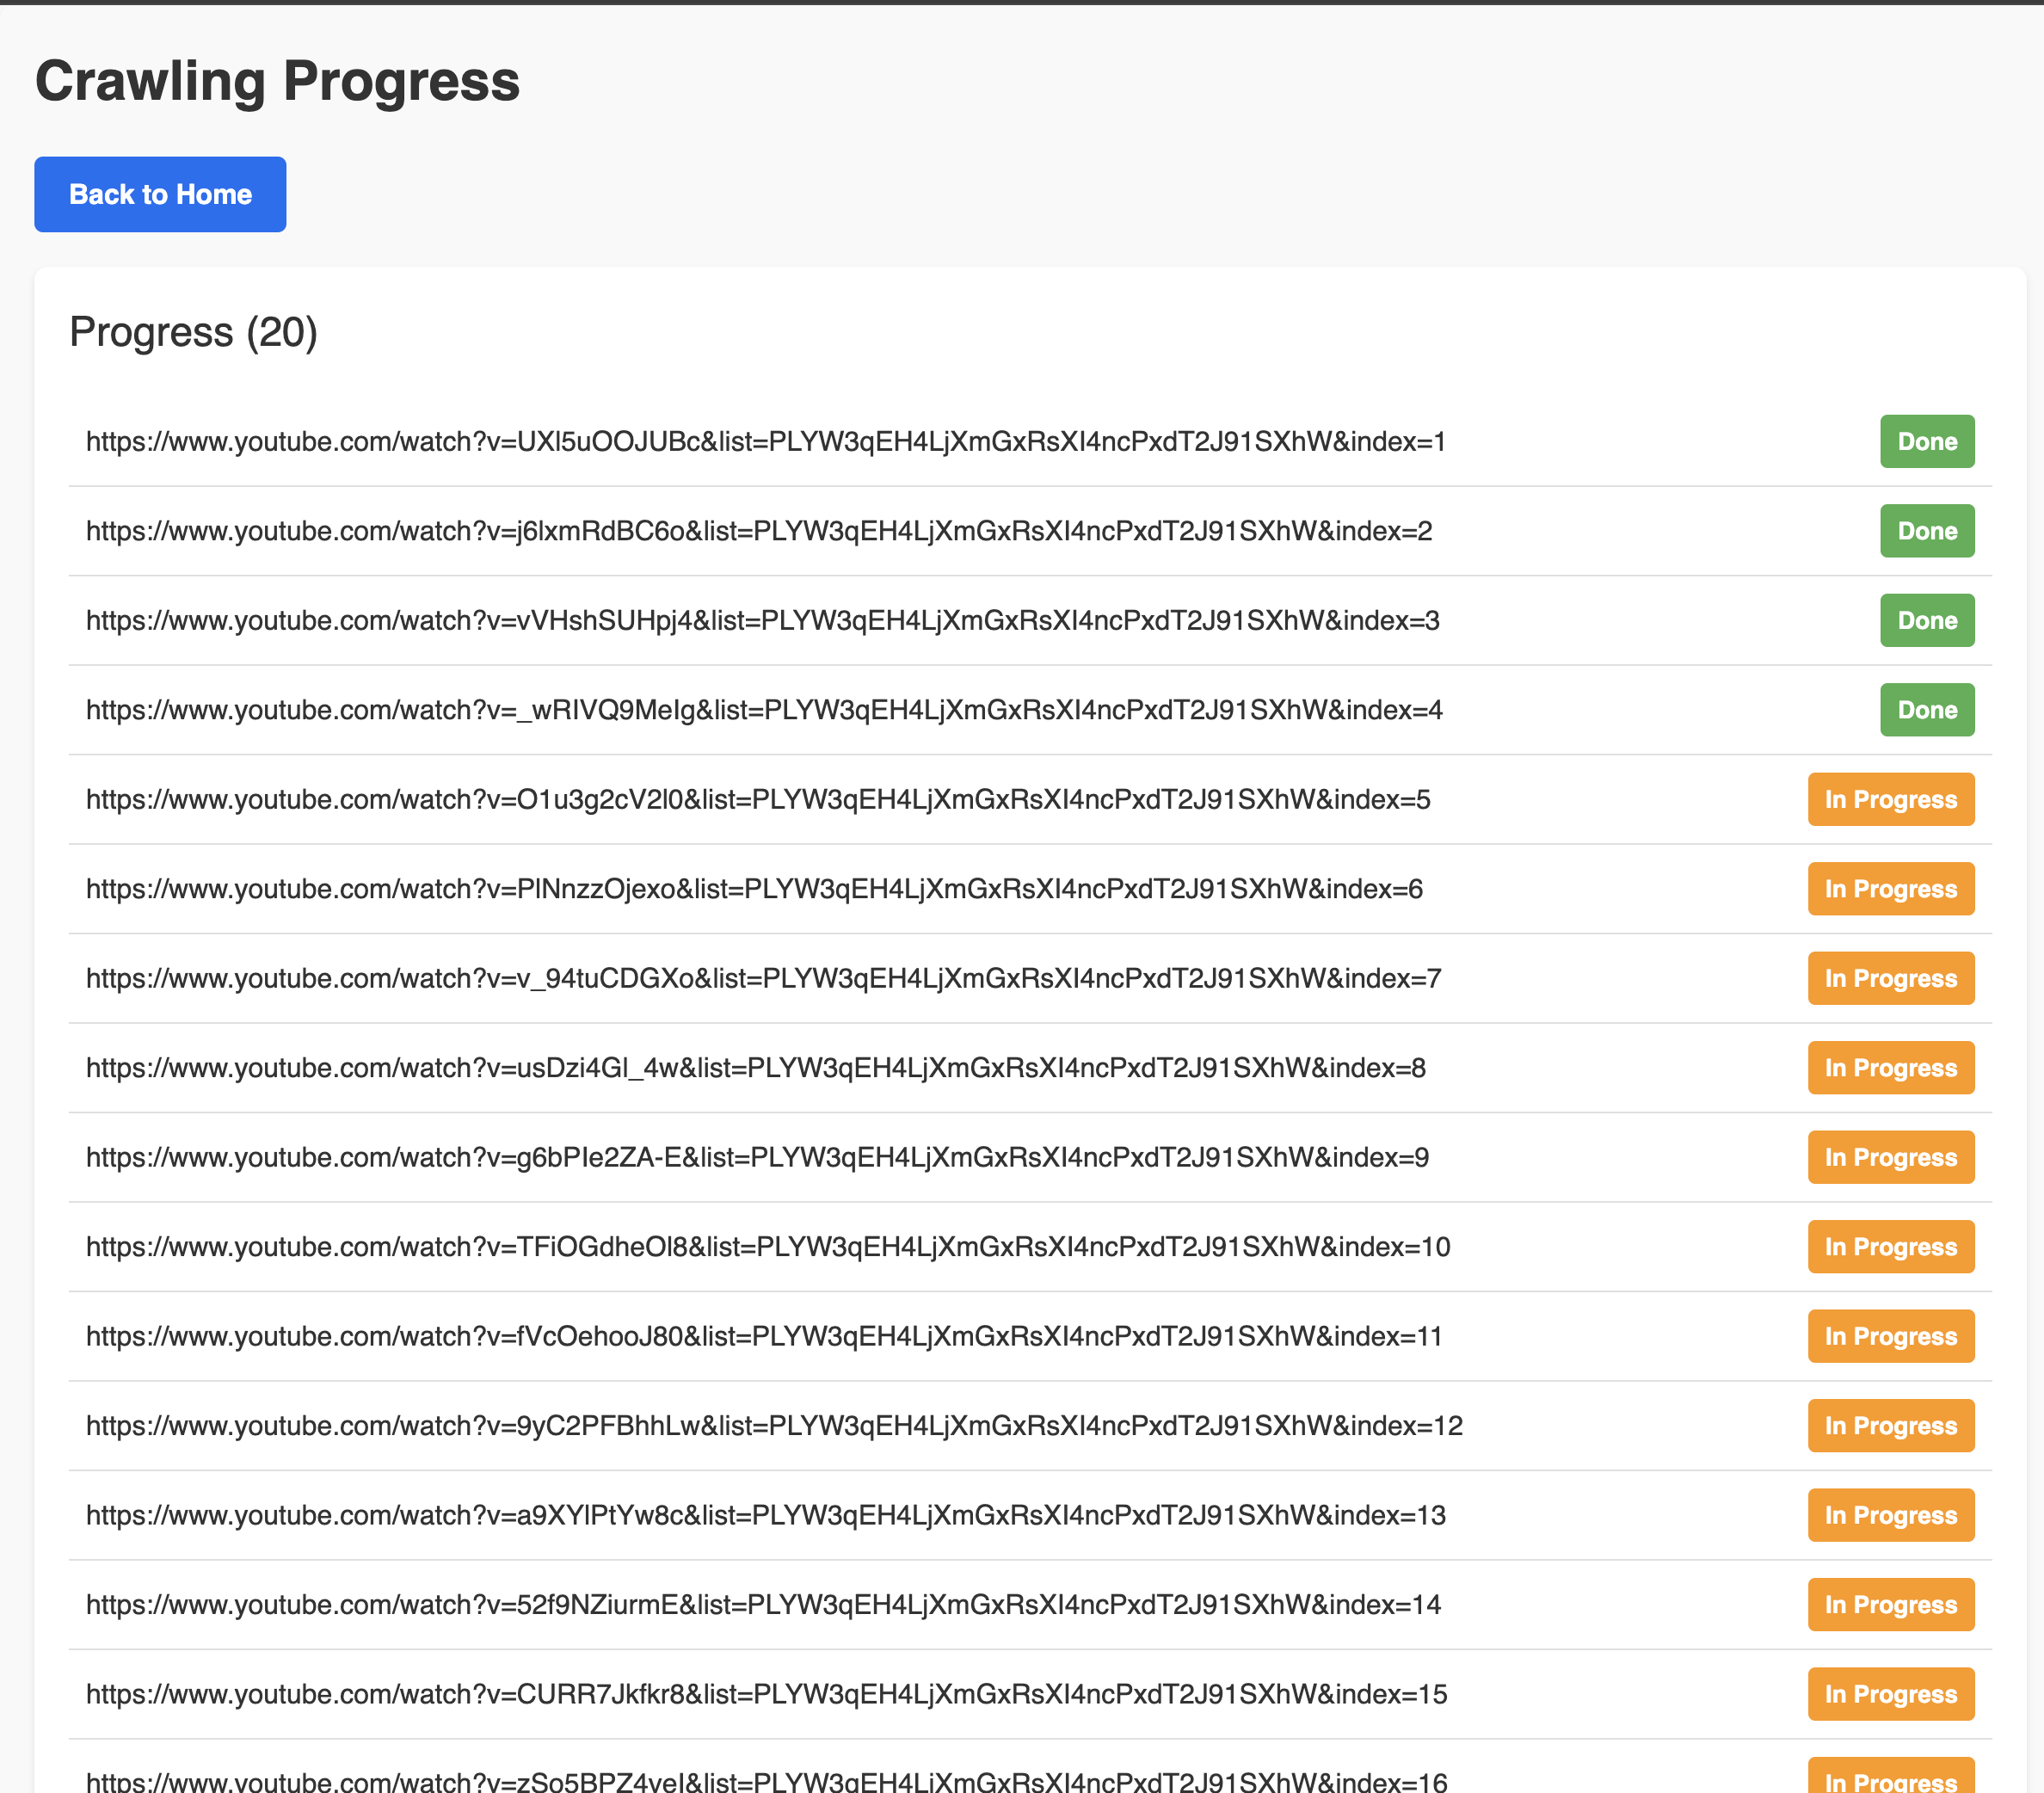 Crawling Progress
Back to Home
Progress (20)
https://www.youtube.com/watch?v=UXl5uOOJUBc&list=PLYW3qEH4LjXmGxRsXI4ncPxdT2J91SXhW&index=1 Done
https://www.youtube.com/watch?v=j6lxmRdBC6o&list=PLYW3qEH4LjXmGxRsXI4ncPxdT2J91SXhW&index=2 Done
https://www.youtube.com/watch?v=vVHshSUHpj4&list=PLYW3qEH4LjXmGxRsXI4ncPxdT2J91SXhW&index=3 Done
https://www.youtube.com/watch?v=_wRIVQ9MeIg&list=PLYW3qEH4LjXmGxRsXI4ncPxdT2J91SXhW&index=4 Done
https://www.youtube.com/watch?v=O1u3g2cV2l0&list=PLYW3qEH4LjXmGxRsXI4ncPxdT2J91SXhW&index=5 In Progress
https://www.youtube.com/watch?v=PlNnzzOjexo&list=PLYW3qEH4LjXmGxRsXI4ncPxdT2J91SXhW&index=6 In Progress
https://www.youtube.com/watch?v=v_94tuCDGXo&list=PLYW3qEH4LjXmGxRsXI4ncPxdT2J91SXhW&index=7 In Progress
https://www.youtube.com/watch?v=usDzi4Gl_4w&list=PLYW3qEH4LjXmGxRsXI4ncPxdT2J91SXhW&index=8 In Progress
https://www.youtube.com/watch?v=g6bPIe2ZA-E&list=PLYW3qEH4LjXmGxRsXI4ncPxdT2J91SXhW&index=9 In Progress
https://www.youtube.com/watch?v=TFiOGdheOl8&list=PLYW3qEH4LjXmGxRsXI4ncPxdT2J91SXhW&index=10 In Progress
https://www.youtube.com/watch?v=fVcOehooJ80&list=PLYW3qEH4LjXmGxRsXI4ncPxdT2J91SXhW&index=11 In Progress
https://www.youtube.com/watch?v=9yC2PFBhhLw&list=PLYW3qEH4LjXmGxRsXI4ncPxdT2J91SXhW&index=12 In Progress
https://www.youtube.com/watch?v=a9XYlPtYw8c&list=PLYW3qEH4LjXmGxRsXI4ncPxdT2J91SXhW&index=13 In Progress
https://www.youtube.com/watch?v=52f9NZiurmE&list=PLYW3qEH4LjXmGxRsXI4ncPxdT2J91SXhW&index=14 In Progress
https://www.youtube.com/watch?v=CURR7Jkfkr8&list=PLYW3qEH4LjXmGxRsXI4ncPxdT2J91SXhW&index=15 In Progress
https://www.youtube.com/watch?v=zSo5BPZ4veI&list=PLYW3qEH4LjXmGxRsXI4ncPxdT2J91SXhW&index=16 In Progress